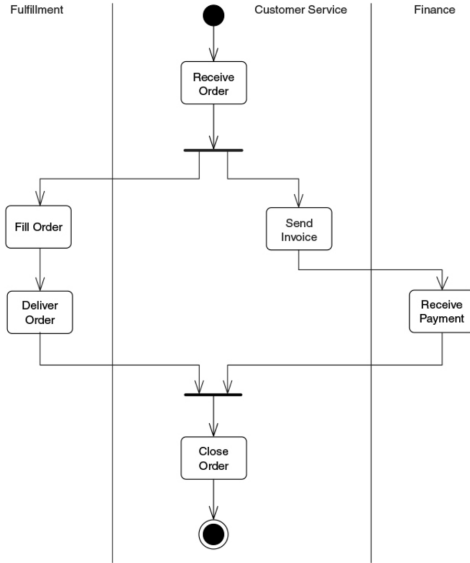 Fulfillment
Customer Service
Finance
Receive
Order
Fill Order
Send
Invoice
Deliver
Order
Receive
Payment
Close
Order